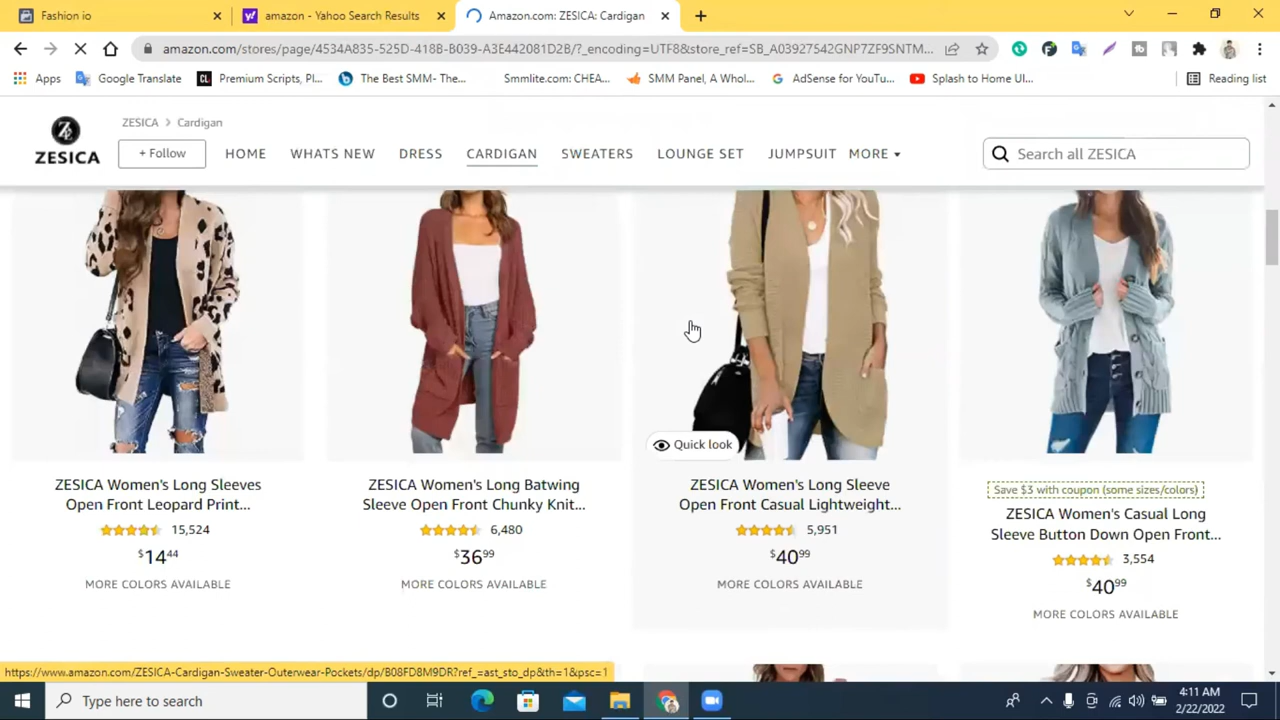 Fashion io
amazon - Yahoo Search Results
Amazon.com: ZESICA: Cardigan
amazon.com/stores/page/4534A835-525D-418B-B039-A3E442081D2B/?_encoding=UTF8&store_ref=SB_A03927542GNP7ZF9SNTM...
Apps
Google Translate
Premium Scripts, Pl...
The Best SMM- The...
Smmlite.com: CHEA...
SMM Panel, A Whol...
AdSense for YouTu...
Splash to Home UI...
Reading list
ZESICA
ZESICA > Cardigan
+ Follow
HOME
WHATS NEW
DRESS
CARDIGAN
SWEATERS
LOUNGE SET
JUMPSUIT
MORE
Search all ZESICA
Quick look
ZESICA Women's Long Sleeves
Open Front Leopard Print...
15,524
$14.44
MORE COLORS AVAILABLE
ZESICA Women's Long Batwing
Sleeve Open Front Chunky Knit...
6,480
$36.99
MORE COLORS AVAILABLE
ZESICA Women's Long Sleeve
Open Front Casual Lightweight...
5,951
$40.99
MORE COLORS AVAILABLE
Save $3 with coupon (some sizes/colors)
ZESICA Women's Casual Long
Sleeve Button Down Open Front...
3,554
$40.99
MORE COLORS AVAILABLE
https://www.amazon.com/ZESICA-Cardigan-Sweater-Outerwear-Pockets/dp/B08FD8M9DR?ref_=ast_sto_dp&th=1&psc=1
Type here to search
4:11 AM
2/22/2022